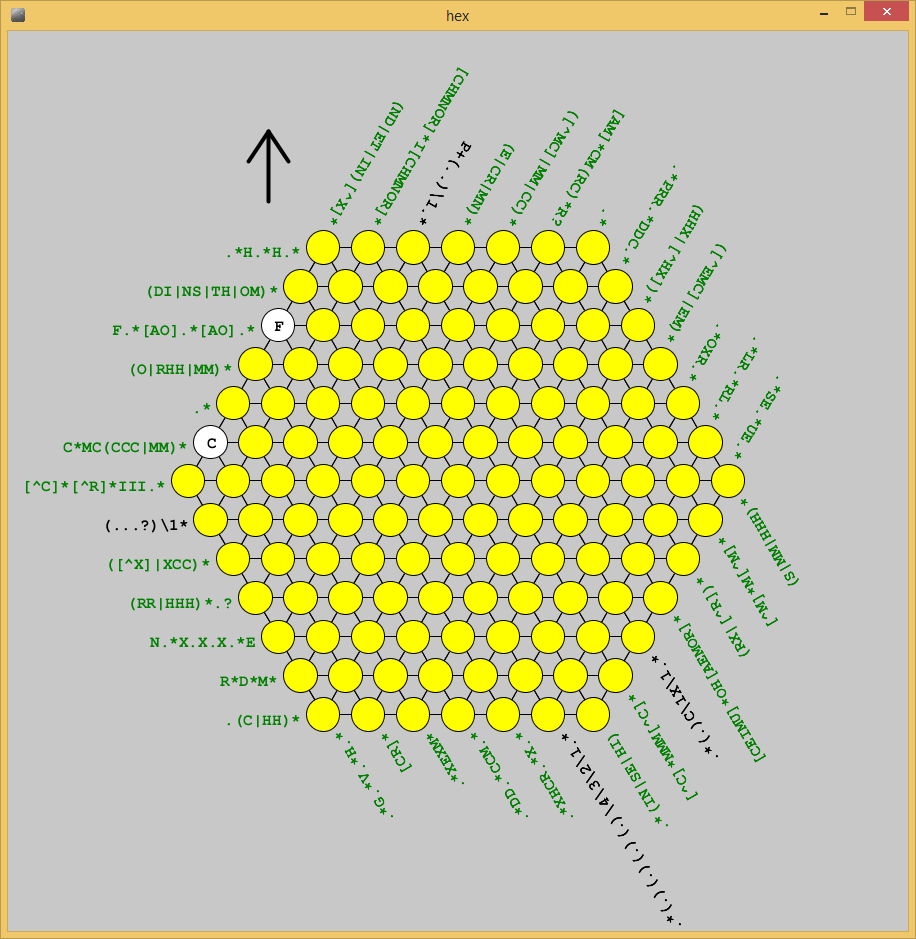 hex
(ND|ET|IN)[^X]*
[CHMNOR]*I[CHMNOR]*
P+(..)\1.*
(E|CR|MN)*
([^MC]|MM|CC)*
[AM]*CM(RC)*R?
.*
.*PRR.*DDC.*
(HHX|[^HX])*
([^EMC]|EM)*
.*OXR.*
.*LR.*RL.*
.*SE.*UE.*
.*H.*H.*
(DI|NS|TH|OM)*
F.*[AO].*[AO].*
F
(O|RHH|MM)*
.*
C*MC(CCC|MM)*
C
[^C]*[^R]*III.*
(...?)\1*
([^X]|XCC)*
(RR|HHH)*.?
N.*X.X.X.*E
R*D*M*
.(C|HH)*
.*G.*V.*H.*
[CR]*
.*XEXM*
.*DD.*CCM.*
.*XHCR.*X.*
.*(.)(.)(.)(.)\4\3\2\1.*
.*(IN|SE|HI)
[^C]*MMM[^C]*
.*(.)C\1X\1.*
[CEIMU]*OH[AEMOR]*
(RX|[^R])*
[^M]*M[^M]*
(S|MM|HHH)*